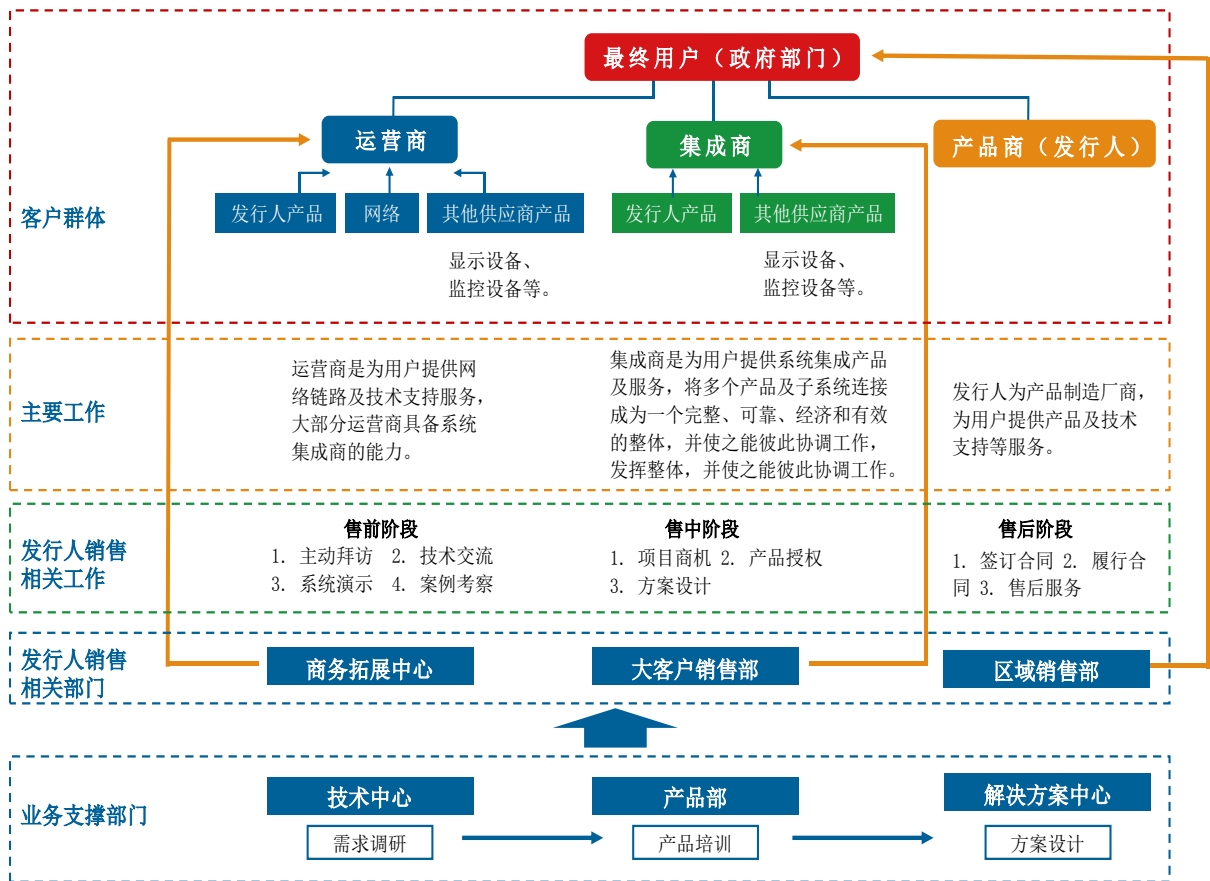 最终用户（政府部门）
运营商
集成商
产品商（发行人）
客户群体
发行人产品
网络
其他供应商产品
发行人产品
其他供应商产品
显示设备、
监控设备等。
显示设备、
监控设备等。
主要工作
运营商是为用户提供网
络链路及技术支持服务，
大部分运营商具备系统
集成商的能力。
集成商是为用户提供系统集成产品
及服务，将多个产品及子系统连接
成为一个完整、可靠、经济和有效
的整体，并使之能彼此协调工作，
发挥整体，并使之能彼此协调工作。
发行人为产品制造厂商，
为用户提供产品及技术
支持等服务。
发行人销售
相关工作
售前阶段
1. 主动拜访 2. 技术交流
3. 系统演示 4. 案例考察
售中阶段
1. 项目商机 2. 产品授权
3. 方案设计
售后阶段
1. 签订合同 2. 履行合
同 3. 售后服务
发行人销售
相关部门
商务拓展中心
大客户销售部
区域销售部
业务支撑部门
技术中心
产品部
解决方案中心
需求调研
产品培训
方案设计